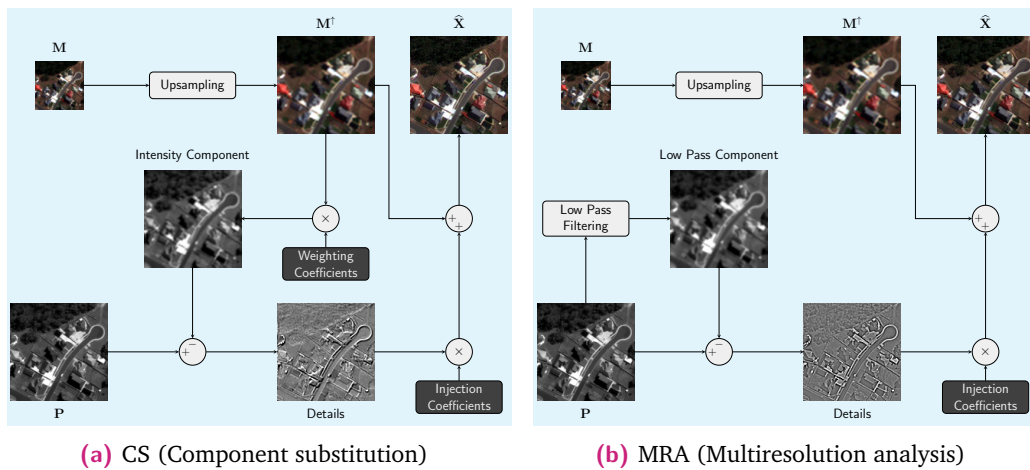 M
M↑
X̂
Upsampling
Intensity Component
×
+
+
Weighting
Coefficients
+
−
×
Injection
Coefficients
P
Details
(a) CS (Component substitution)
M
M↑
X̂
Upsampling
Low Pass Component
Low Pass
Filtering
+
+
+
−
×
Injection
Coefficients
P
Details
(b) MRA (Multiresolution analysis)